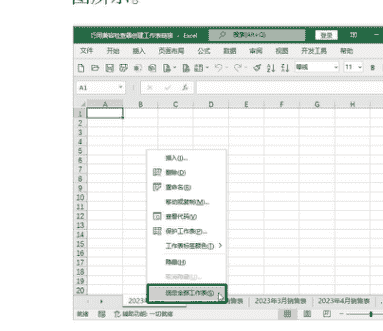 图所示。
巧用兼容检查器创建工作表链接 - Excel
搜索(Alt+Q)
登录
文件 开始 插入 页面布局 公式 数据 审阅 视图 开发工具 帮助
等线 11 B
A1 fx
A B C D E F G H
1
2
3
4
5
6
7
8
9
10
11
12
13
14
15
16
17
18
19
20
插入(I)...
删除(D)
重命名(R)
移动或复制(M)...
查看代码(V)
保护工作表(P)...
工作表标签颜色(T)
隐藏(H)
取消隐藏(U)...
选定全部工作表(S)
2023年 销售表 2023年3月销售表 2023年4月销售表
就绪 辅助功能: 一切就绪